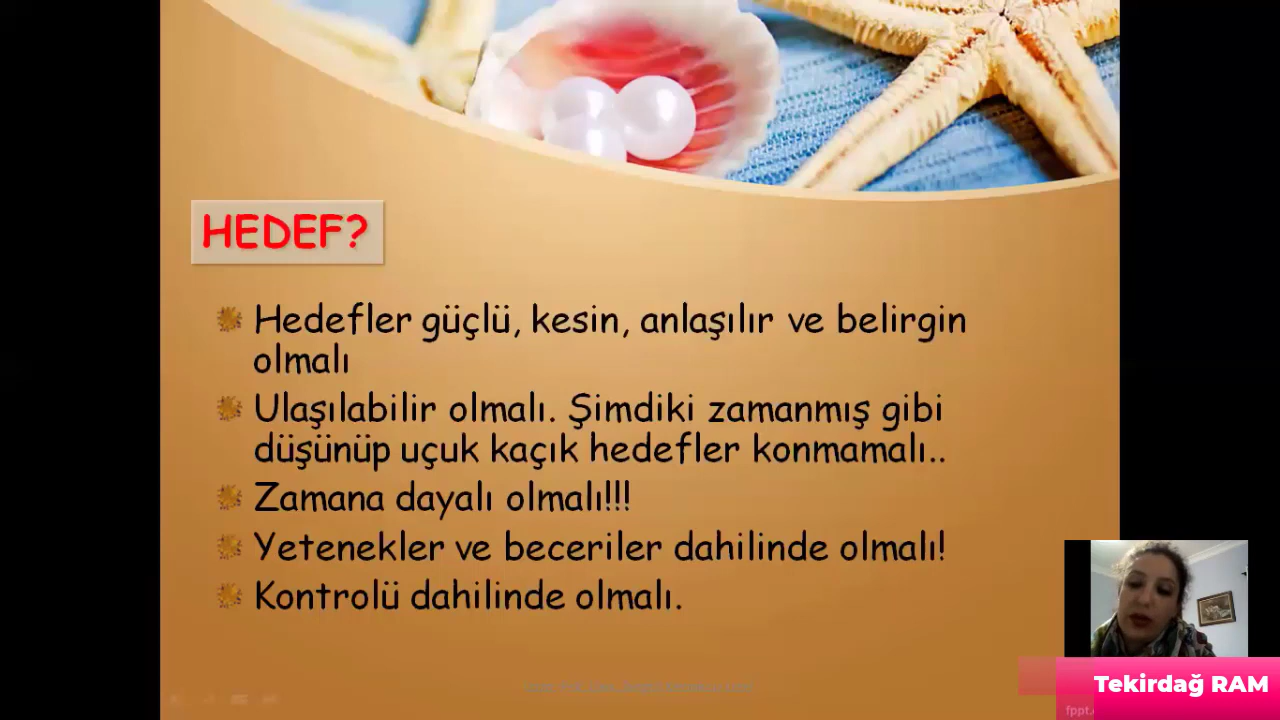 HEDEF?
Hedefler güçlü, kesin, anlaşılır ve belirgin
olmalı
Ulaşılabilir olmalı. Şimdiki zamanmış gibi
düşünüp uçuk kaçık hedefler konmamalı..
Zamana dayalı olmalı!!!
Yetenekler ve beceriler dahilinde olmalı!
Kontrolü dahilinde olmalı.
Tekirdağ RAM
fppt.